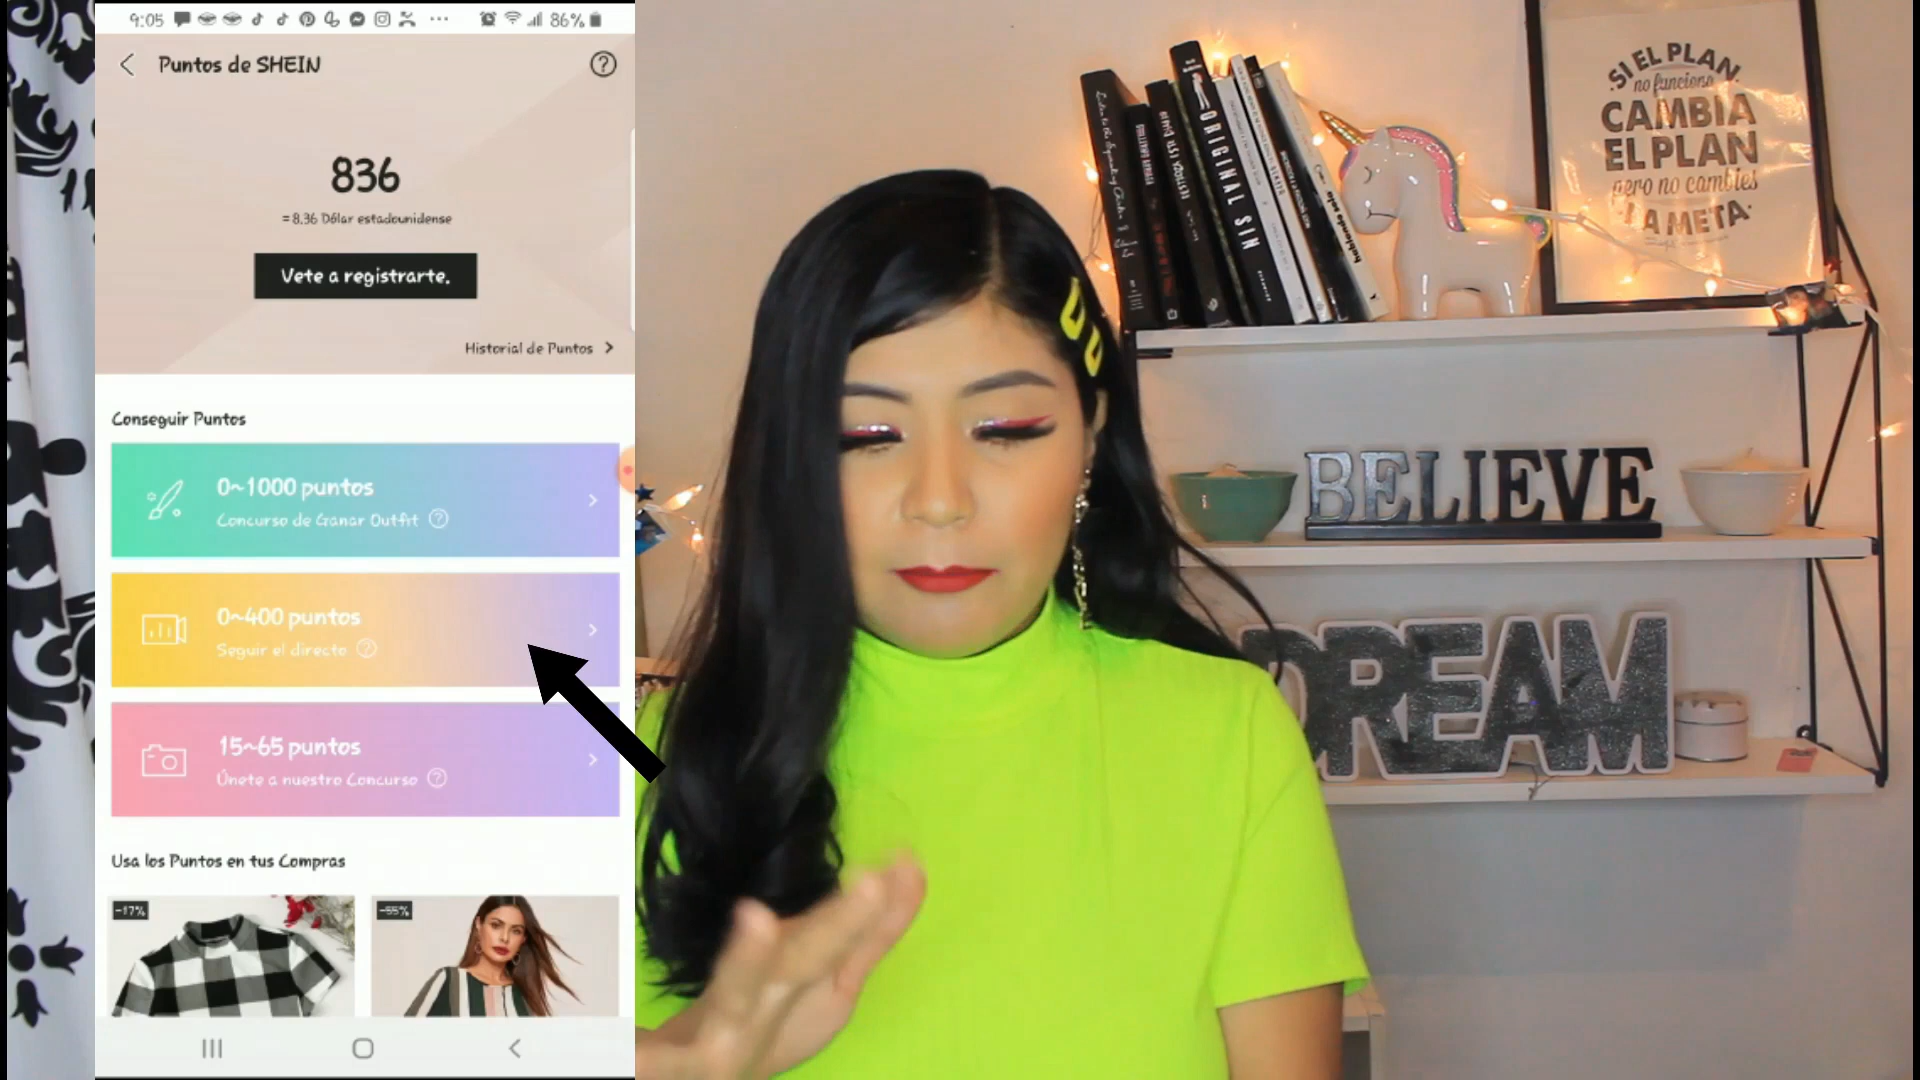 9:05
86%
Puntos de SHEIN
836
= 8.36 Dólar estadounidense
Vete a registrarte.
Historial de Puntos
Conseguir Puntos
0~1000 puntos
Concurso de Ganar Outfit
0~400 puntos
Seguir el directo
15~65 puntos
Únete a nuestro Concurso
Usa los Puntos en tus Compras
-17%
-55%
ORIGINAL SIN
hablando sola
SI EL PLAN
no funciona
CAMBIA
EL PLAN
pero no cambies
LA META
BELIEVE
DREAM